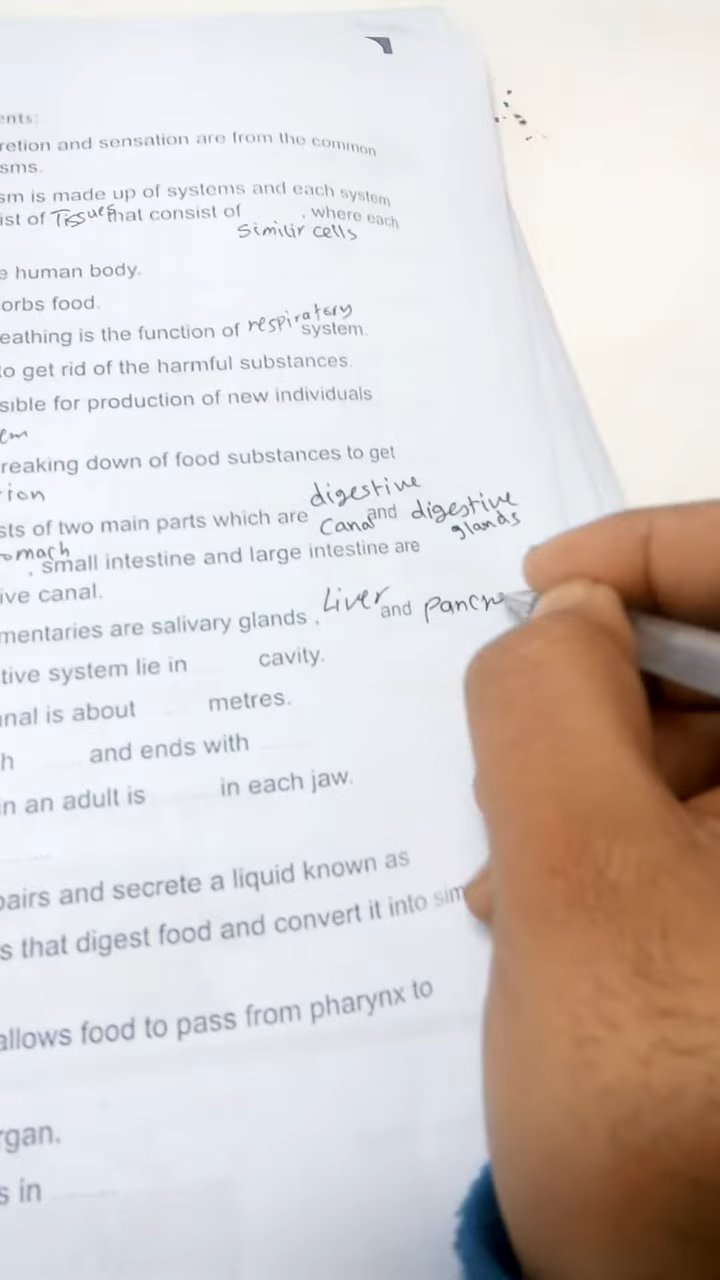 ents:
retion and sensation are from the common
sms.
sm is made up of systems and each system
ist of Tissues that consist of , where each
Similir cells
e human body.
orbs food.
eathing is the function of respiratory system.
to get rid of the harmful substances.
sible for production of new individuals
em
reaking down of food substances to get
ion
digestive
sts of two main parts which are Canal and digestive glands
omach
, small intestine and large intestine are
ive canal.
mentaries are salivary glands , Liver and pancre
tive system lie in cavity.
anal is about metres.
h and ends with
in an adult is in each jaw.
pairs and secrete a liquid known as
s that digest food and convert it into sim
allows food to pass from pharynx to
rgan.
s in